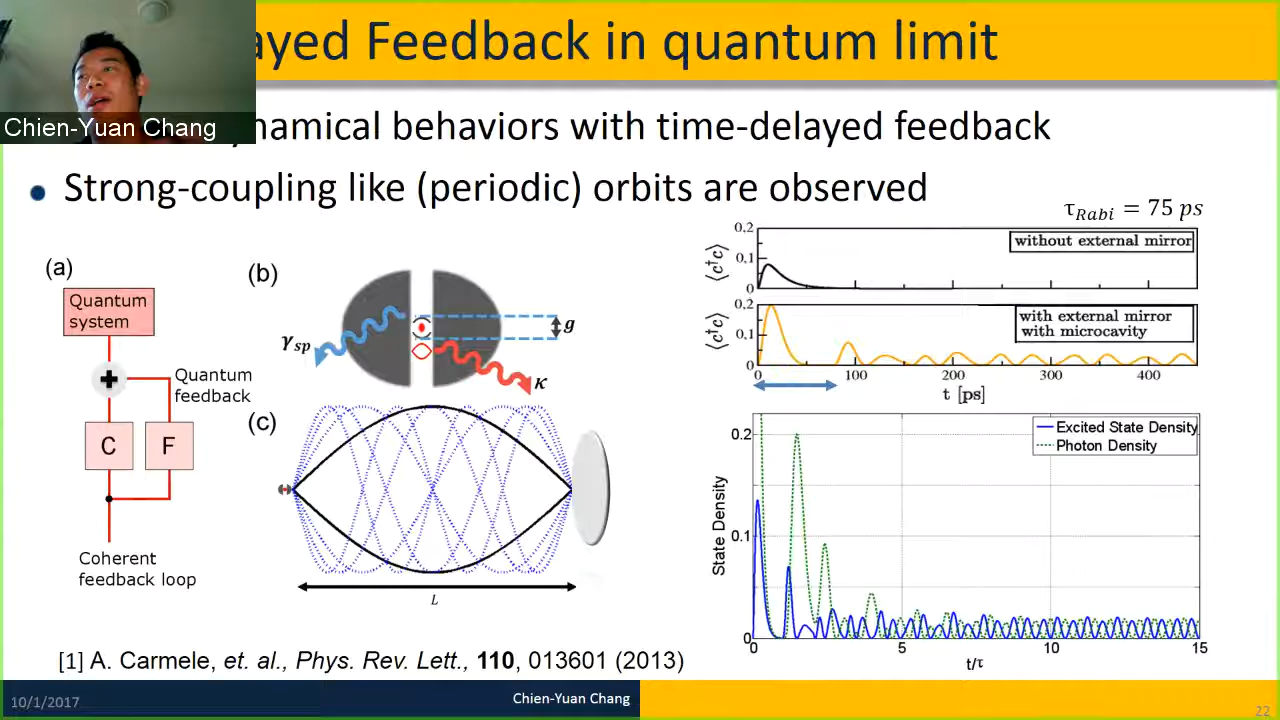 ayed Feedback in quantum limit
Chien-Yuan Chang
namical behaviors with time-delayed feedback
• Strong-coupling like (periodic) orbits are observed
τRabi = 75 ps
(a)
Quantum
system
+
Quantum
feedback
C
F
Coherent
feedback loop
(b)
γsp
g
κ
(c)
L
0,2
0.1
0
⟨c†c⟩
without external mirror
0.2
0.1
0
⟨c†c⟩
with external mirror
with microcavity
0 100 200 300 400
t [ps]
0.2
0.1
0
State Density
Excited State Density
Photon Density
0 5 10 15
t/τ
[1] A. Carmele, et. al., Phys. Rev. Lett., 110, 013601 (2013)
10/1/2017
Chien-Yuan Chang
22